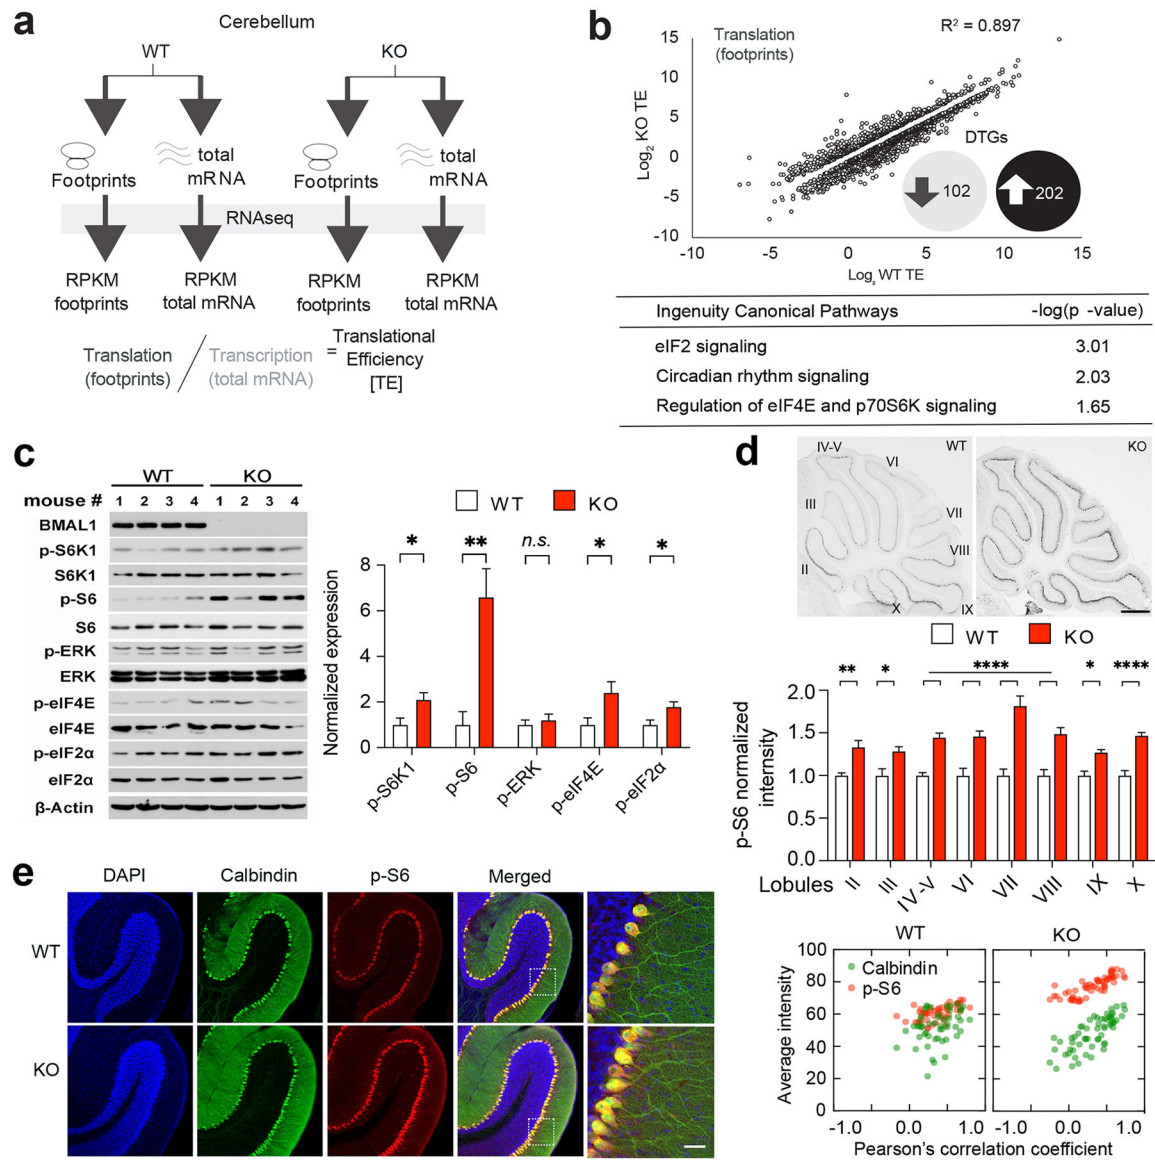 a
Cerebellum
WT KO
Footprints total mRNA Footprints total mRNA
RNAseq
RPKM footprints RPKM total mRNA RPKM footprints RPKM total mRNA
Translation (footprints) / Transcription (total mRNA) = Translational Efficiency [TE]
b
Translation (footprints)
R² = 0.897
Log₂ KO TE
15
10
5
0
-5
-10
DTGs
102 202
-10 -5 0 5 10 15
Log₂ WT TE
Ingenuity Canonical Pathways -log(p -value)
eIF2 signaling 3.01
Circadian rhythm signaling 2.03
Regulation of eIF4E and p70S6K signaling 1.65
c
WT KO
mouse # 1 2 3 4 1 2 3 4
BMAL1
p-S6K1
S6K1
p-S6
S6
p-ERK
ERK
p-eIF4E
eIF4E
p-eIF2α
eIF2α
β-Actin
WT KO
* ** n.s. * *
Normalized expression
8
6
4
2
0
p-S6K1 p-S6 p-ERK p-eIF4E p-eIF2α
d
IV-V VI WT KO
III VII
VIII
II
X IX
WT KO
** * **** * ****
p-S6 normalized internsity
2.0
1.5
1.0
0.5
0.0
Lobules II III IV-V VI VII VIII IX X
WT KO
Calbindin
p-S6
Average intensity
100
80
60
40
20
0
-1.0 0.0 1.0 -1.0 0.0 1.0
Pearson's correlation coefficient
e
DAPI Calbindin p-S6 Merged
WT
KO